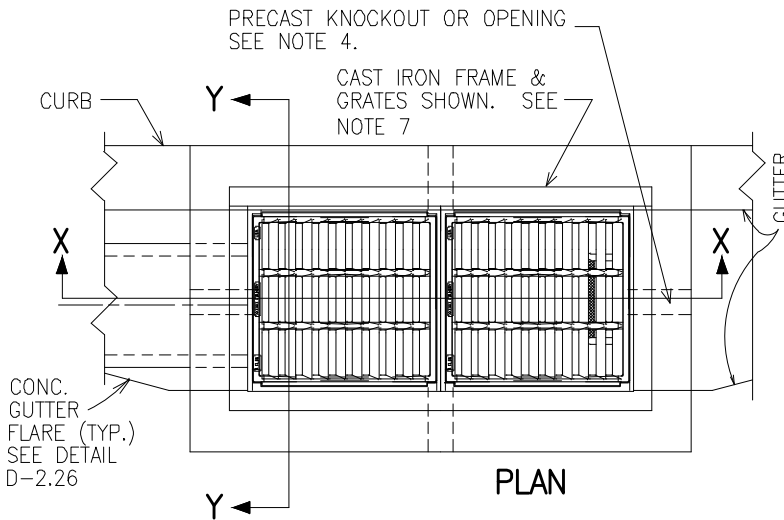 PRECAST KNOCKOUT OR OPENING
SEE NOTE 4.
CAST IRON FRAME &
GRATES SHOWN. SEE
NOTE 7
CURB
Y
GUTTER
X
X
CONC.
GUTTER
FLARE (TYP.)
SEE DETAIL
D-2.26
Y
PLAN